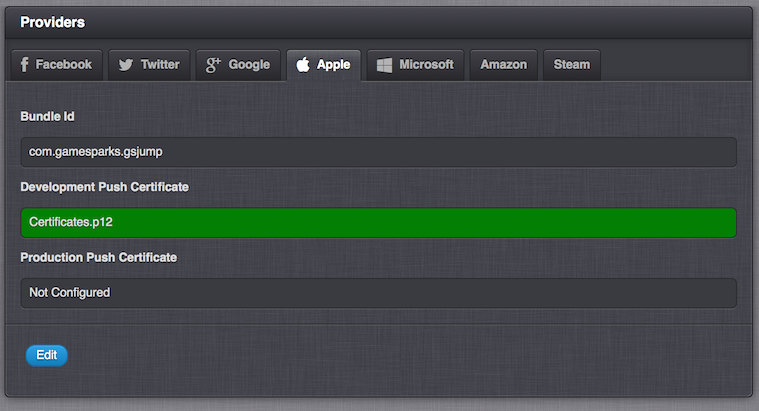 Providers
Facebook Twitter Google Apple Microsoft Amazon Steam
Bundle Id
com.gamesparks.gsjump
Development Push Certificate
Certificates.p12
Production Push Certificate
Not Configured
Edit